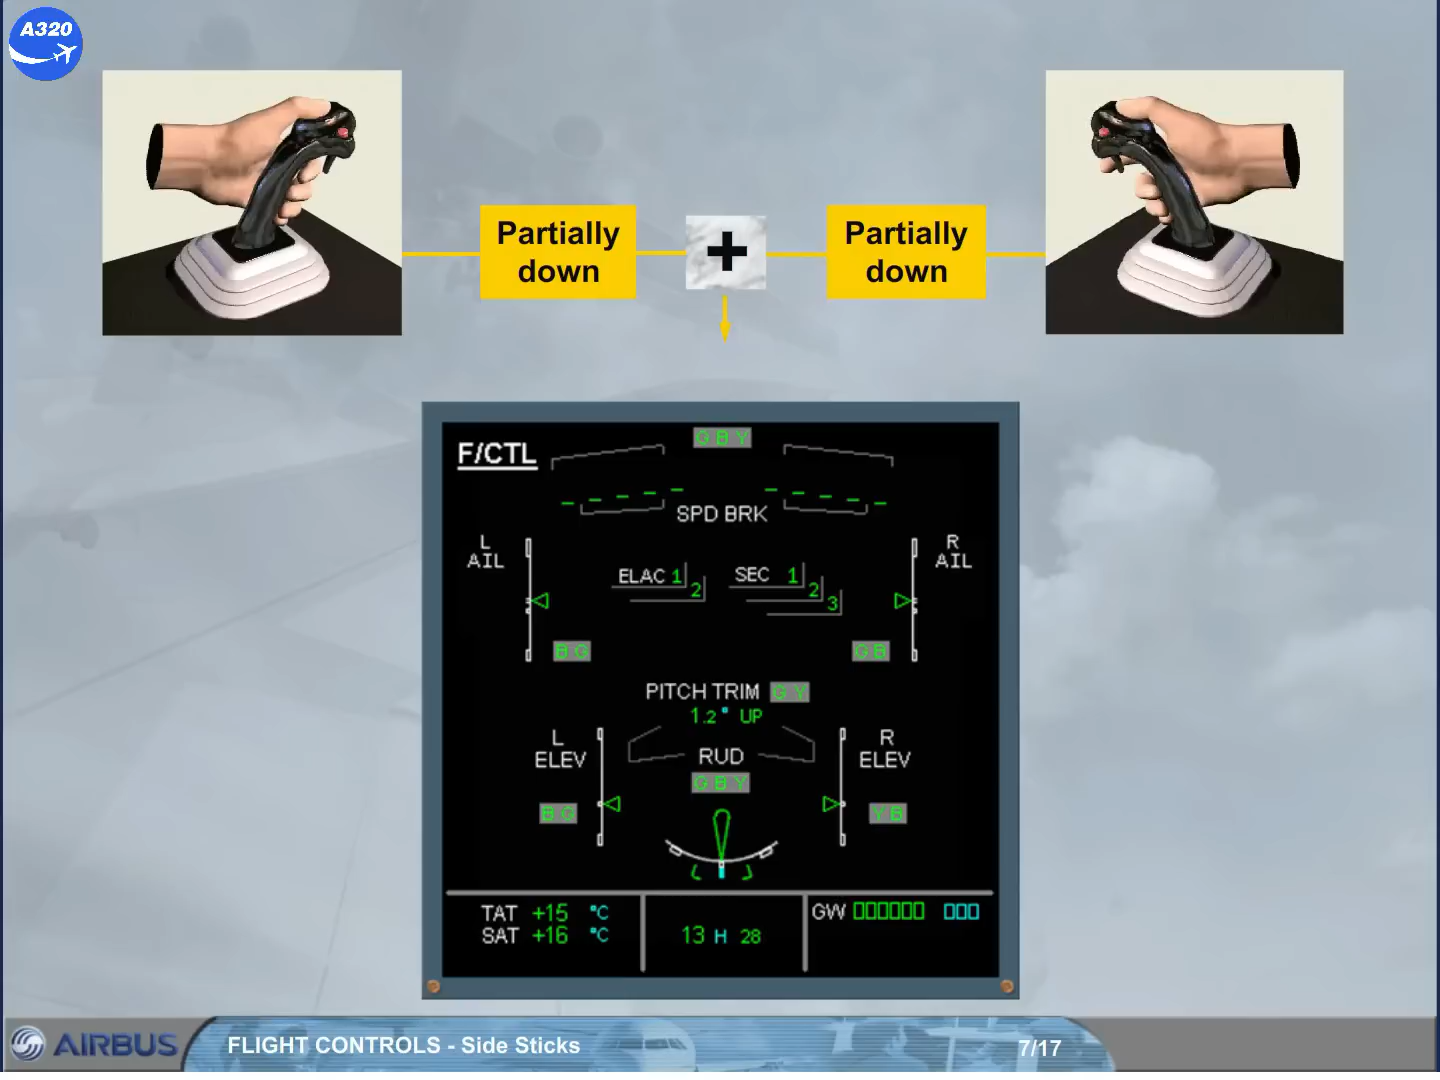 A320
Partially
down
+
Partially
down
G B Y
F/CTL
SPD BRK
L
AIL
R
AIL
ELAC 1
2
SEC 1
2
3
B G
G B
PITCH TRIM G Y
1.2° UP
L
ELEV
R
ELEV
RUD
G B Y
B G
Y B
TAT +15 °C
SAT +16 °C
13 H 28
GW
AIRBUS
FLIGHT CONTROLS - Side Sticks
7/17